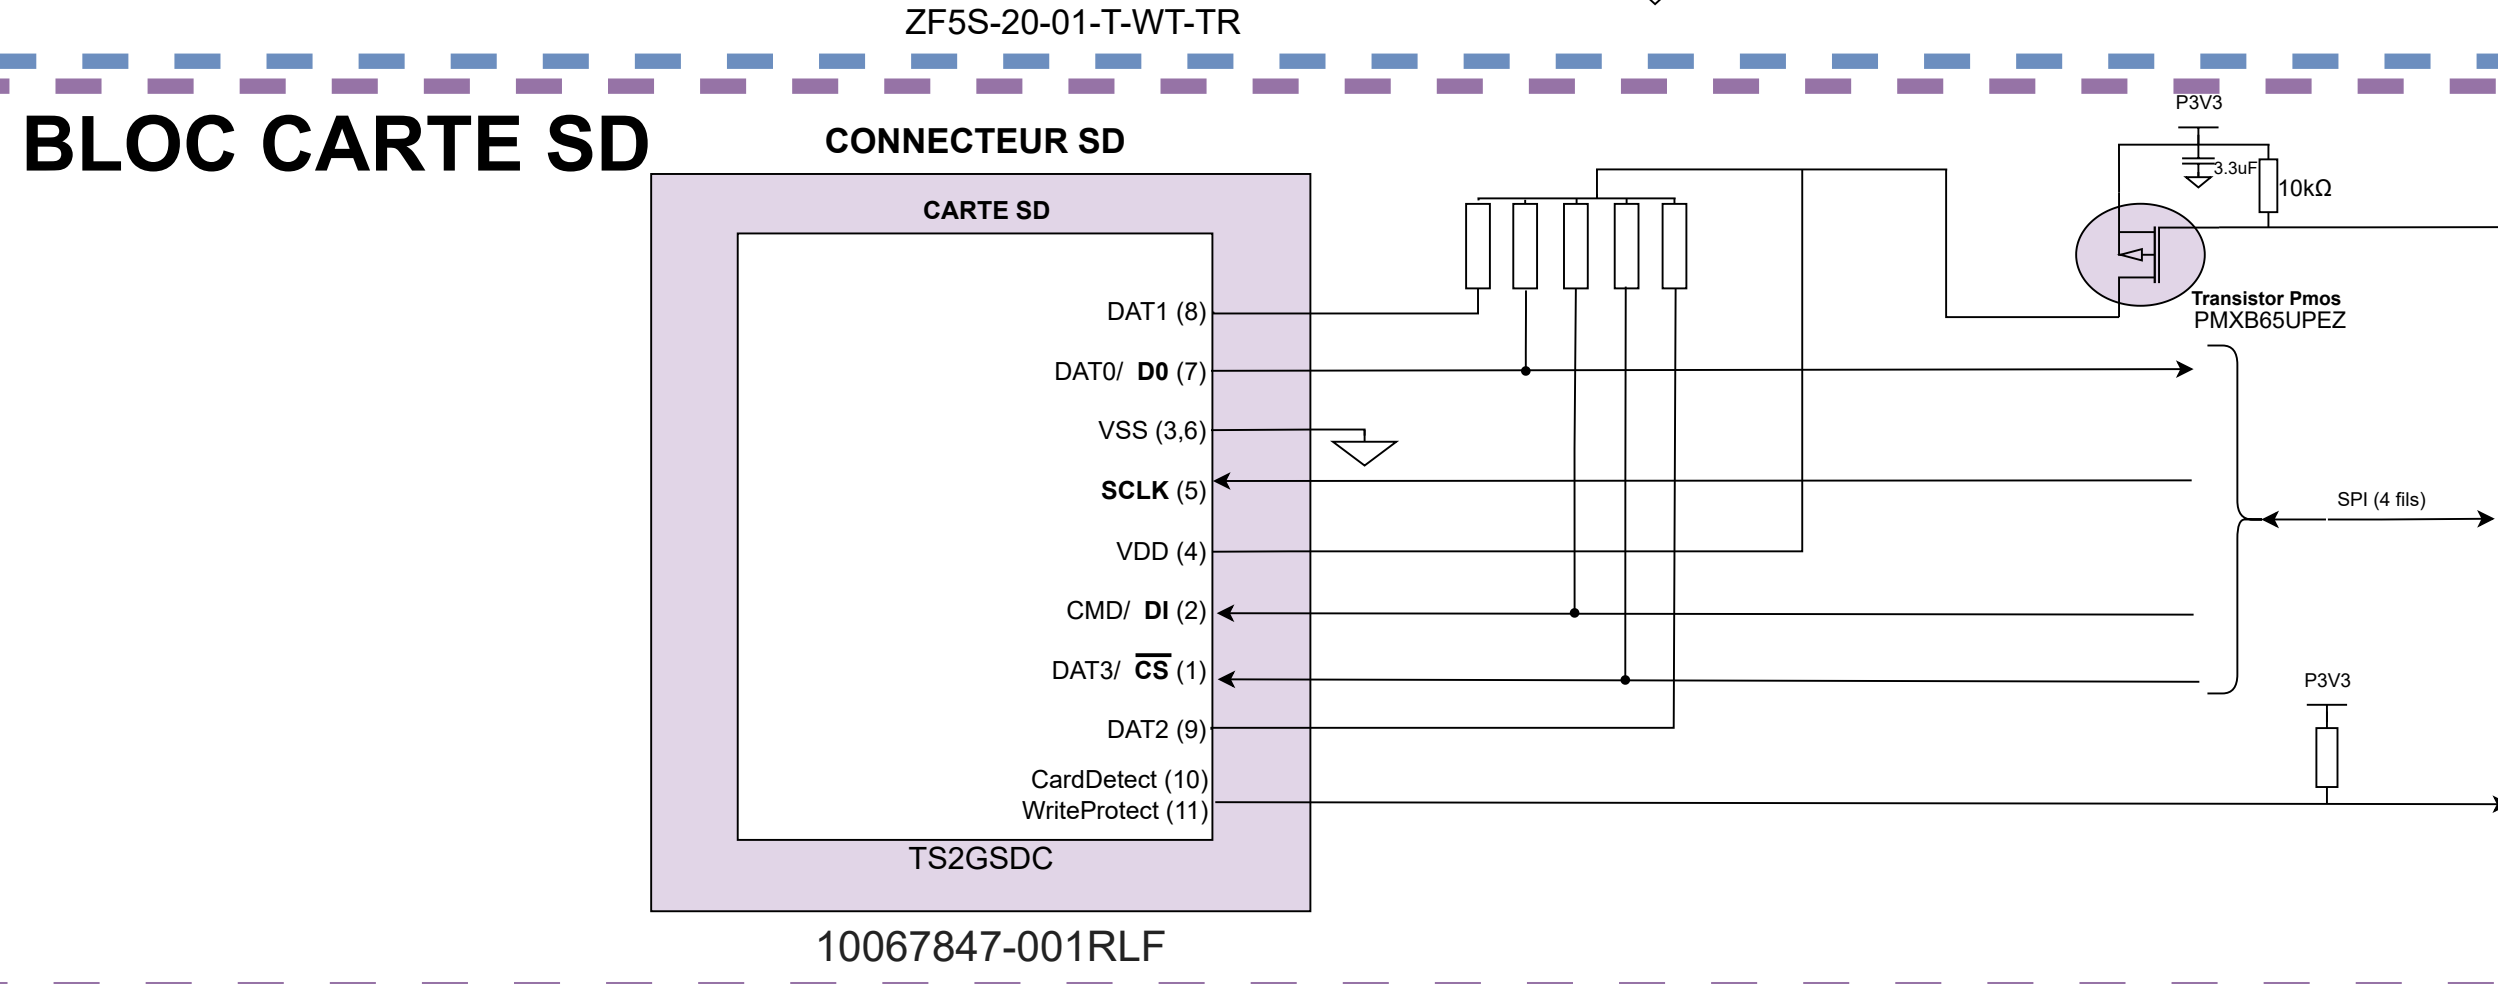 ZF5S-20-01-T-WT-TR
BLOC CARTE SD
CONNECTEUR SD
CARTE SD
DAT1 (8)
DAT0/ D0 (7)
VSS (3,6)
SCLK (5)
VDD (4)
CMD/ DI (2)
DAT3/ C̅S̅ (1)
DAT2 (9)
CardDetect (10)
WriteProtect (11)
TS2GSDC
10067847-001RLF
P3V3
3.3uF
10kΩ
Transistor Pmos
PMXB65UPEZ
SPI (4 fils)
P3V3